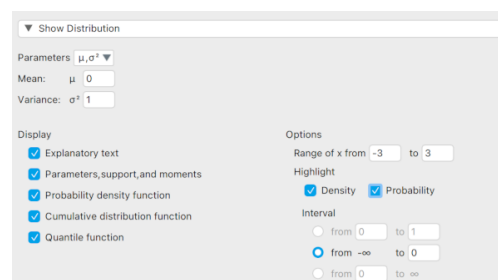 ▼ Show Distribution
Parameters μ,σ² ▼
Mean: μ 0
Variance: σ² 1
Display
Explanatory text
Parameters,support,and moments
Probability density function
Cumulative distribution function
Quantile function
Options
Range of x from -3 to 3
Highlight
Density Probability
Interval
from 0 to 1
from -∞ to 0
from 0 to ∞